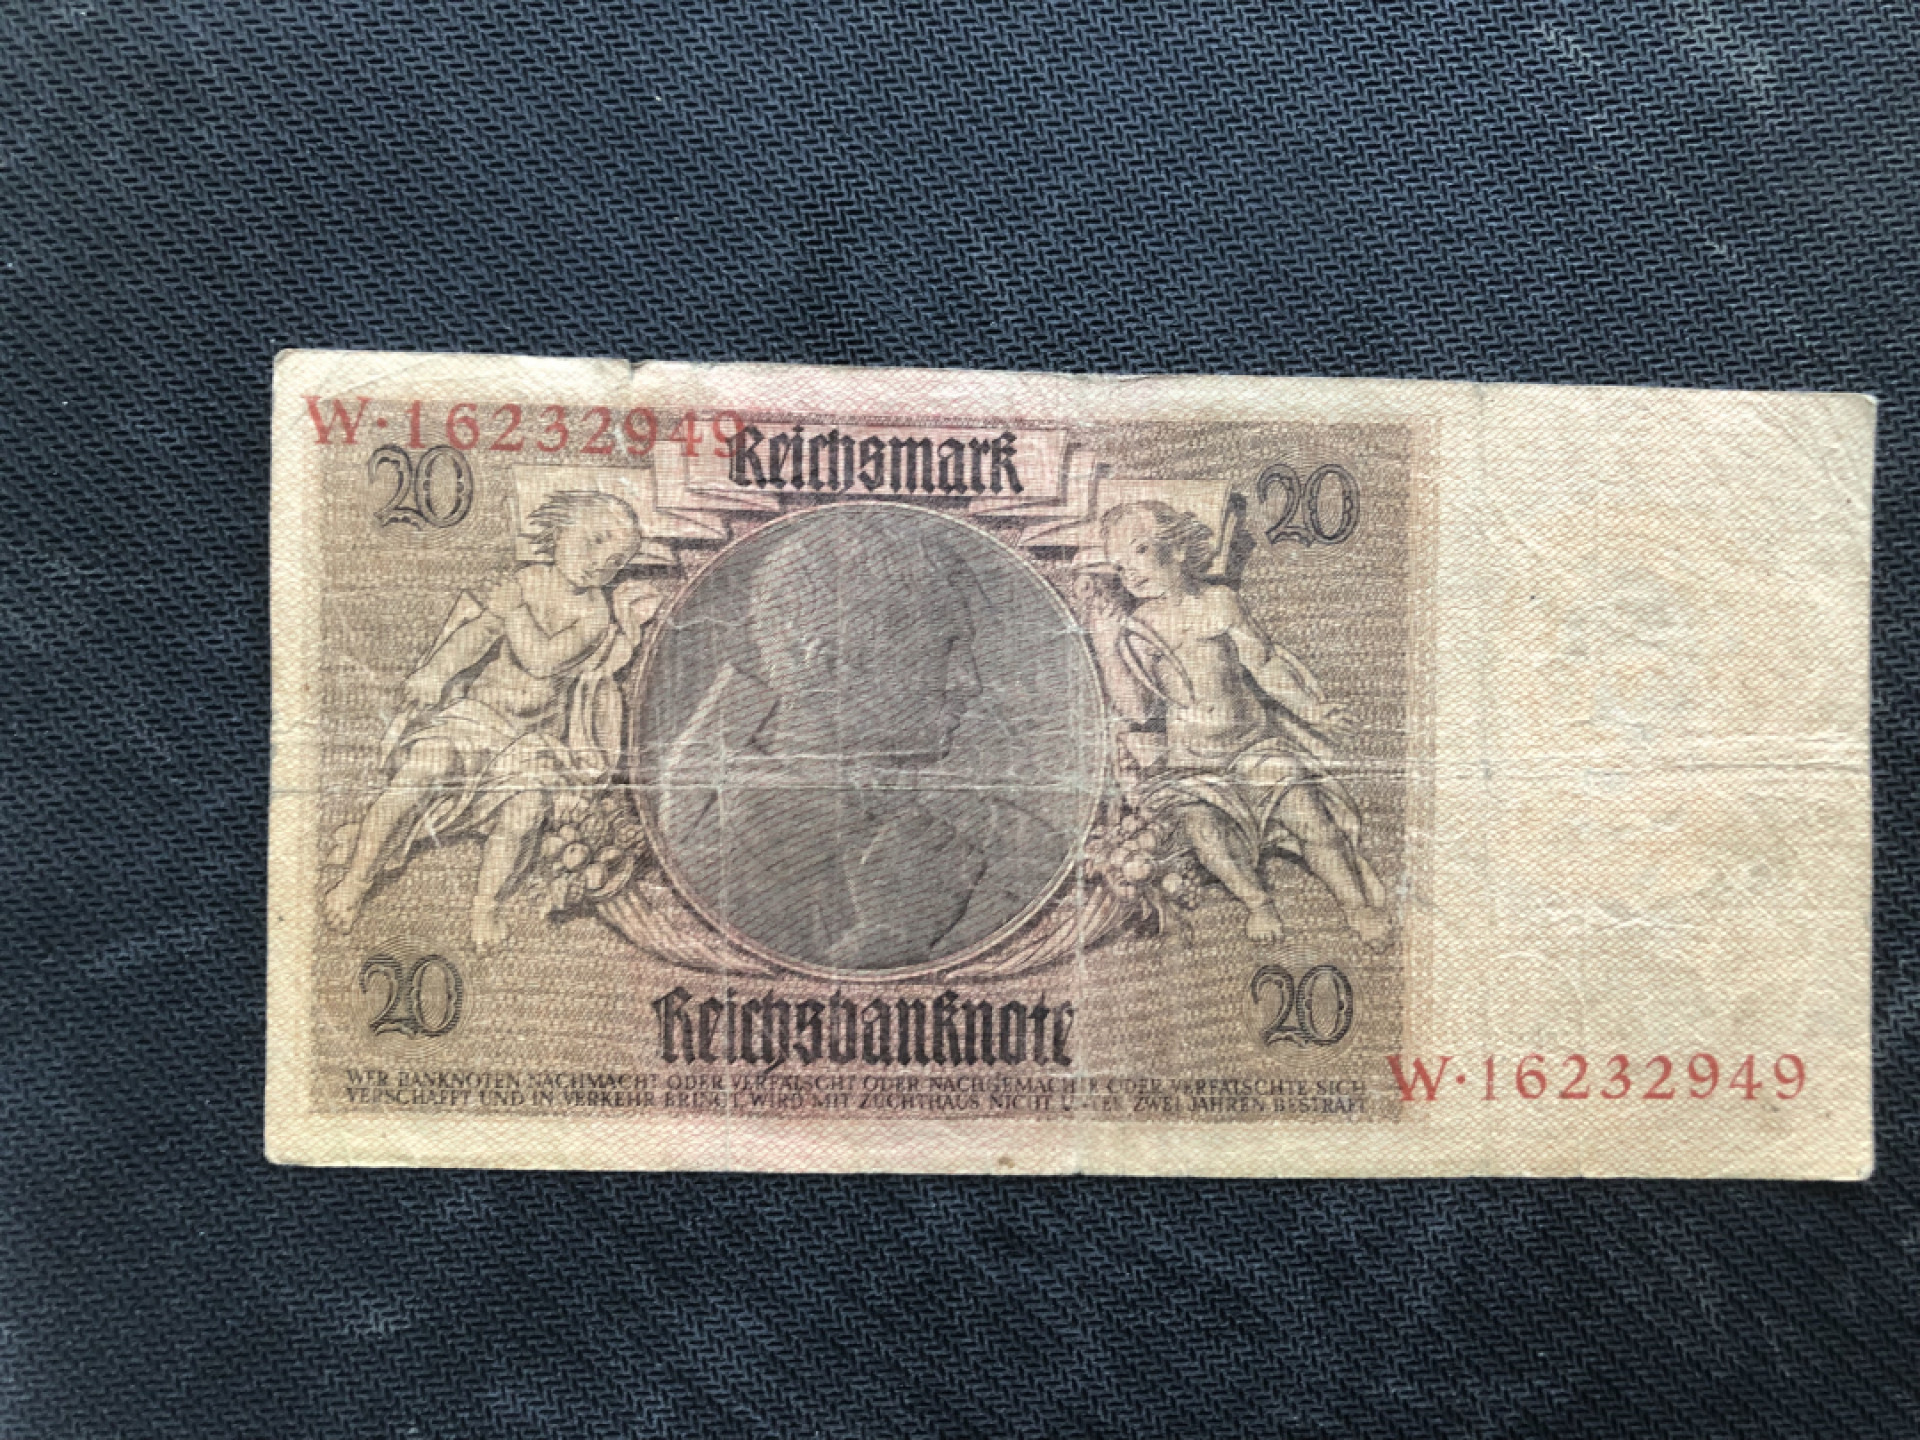 W·16232949
Reichsmark
20 20
20 20
Reichsbanknote
WER BANKNOTEN NACHMACHT ODER VERFÄLSCHT ODER NACHGEMACHTE ODER VERFÄLSCHTE SICH
VERSCHAFFT UND IN VERKEHR BRINGT, WIRD MIT ZUCHTHAUS NICHT UNTER ZWEI JAHREN BESTRAFT
W·16232949